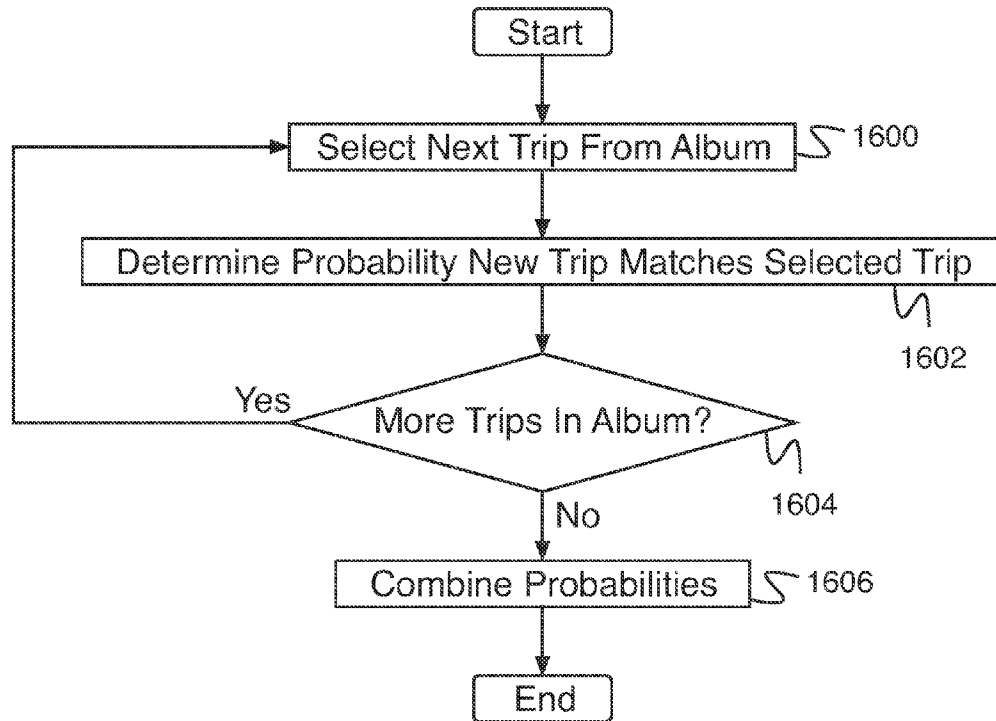 Start
Select Next Trip From Album
1600
Determine Probability New Trip Matches Selected Trip
1602
Yes
More Trips In Album?
1604
No
Combine Probabilities
1606
End